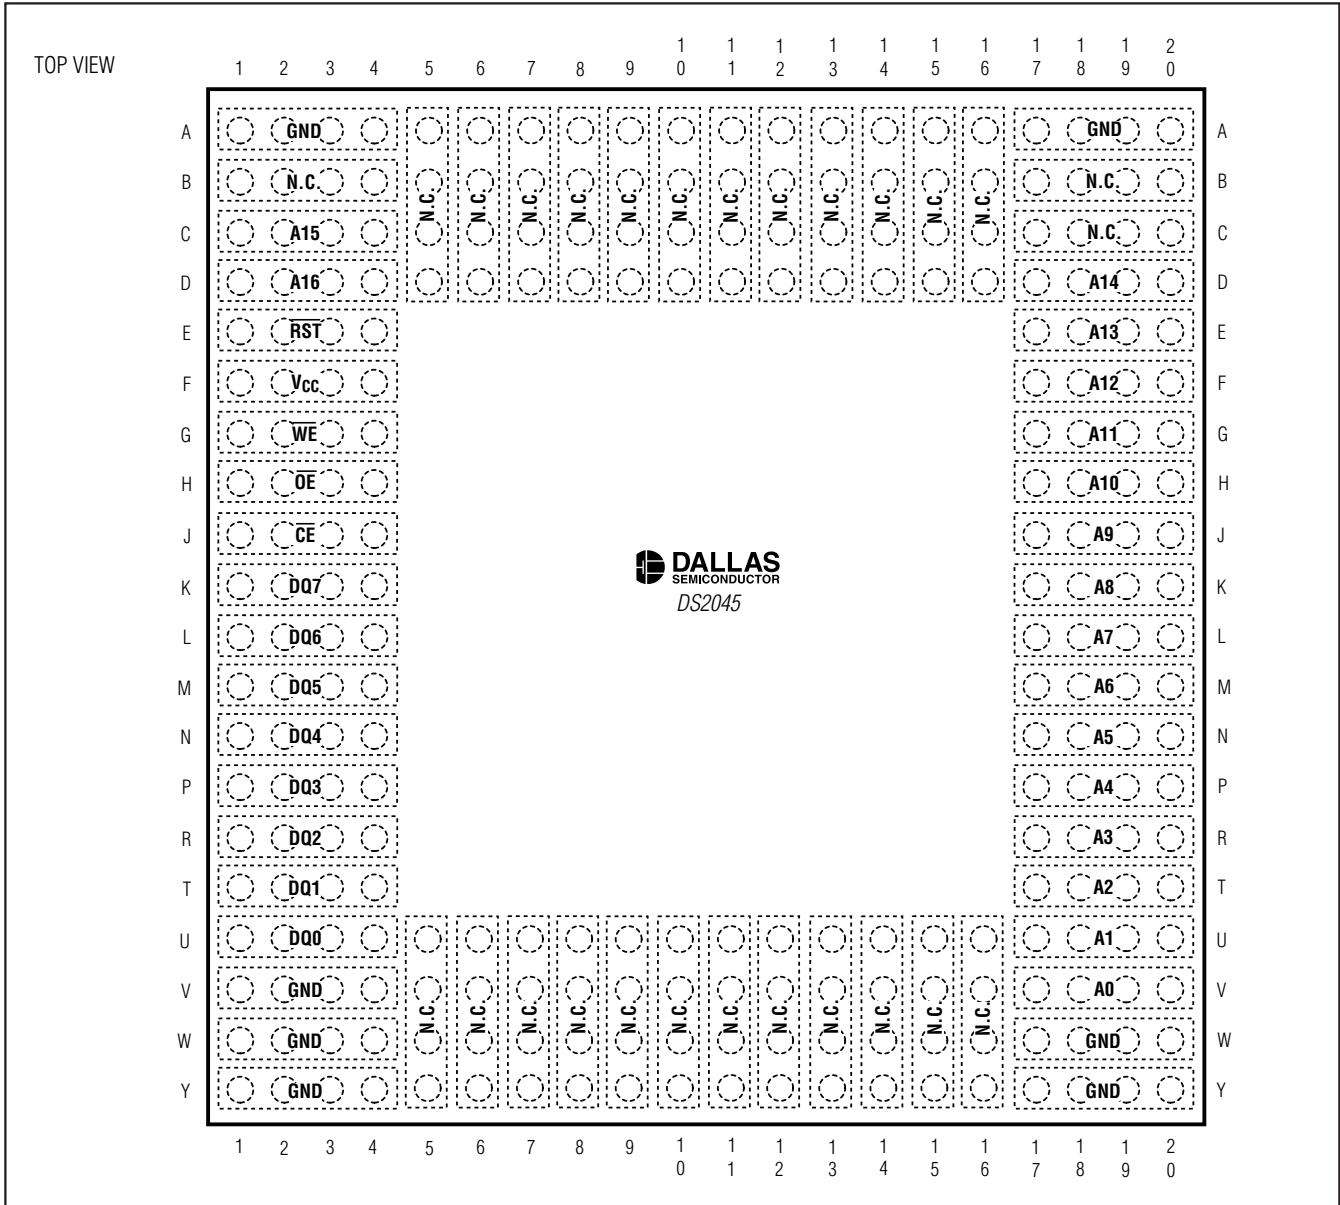 TOP VIEW
1 2 3 4 5 6 7 8 9 10 11 12 13 14 15 16 17 18 19 20
A GND N.C. N.C. N.C. N.C. N.C. N.C. N.C. N.C. N.C. N.C. N.C. N.C. GND A
B N.C. N.C. B
C A15 N.C. C
D A16 A14 D
E R̅S̅T̅ A13 E
F VCC A12 F
G W̅E̅ A11 G
H O̅E̅ A10 H
J C̅E̅ A9 J
DALLAS
SEMICONDUCTOR
DS2045
K DQ7 A8 K
L DQ6 A7 L
M DQ5 A6 M
N DQ4 A5 N
P DQ3 A4 P
R DQ2 A3 R
T DQ1 A2 T
U DQ0 A1 U
V GND N.C. N.C. N.C. N.C. N.C. N.C. N.C. N.C. N.C. N.C. N.C. N.C. A0 V
W GND GND W
Y GND GND Y
1 2 3 4 5 6 7 8 9 10 11 12 13 14 15 16 17 18 19 20